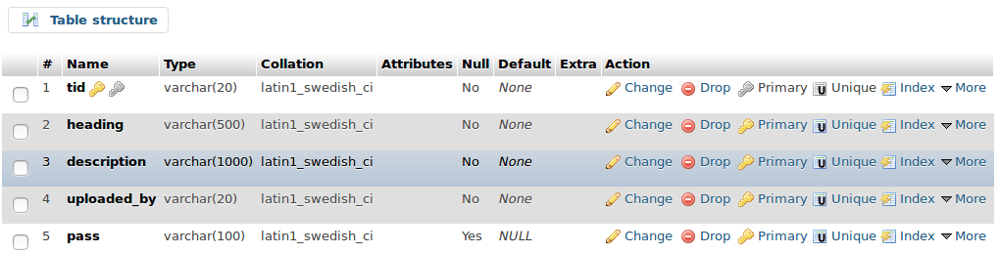 Table structure
# Name Type Collation Attributes Null Default Extra Action
1 tid varchar(20) latin1_swedish_ci No None Change Drop Primary Unique Index More
2 heading varchar(500) latin1_swedish_ci No None Change Drop Primary Unique Index More
3 description varchar(1000) latin1_swedish_ci No None Change Drop Primary Unique Index More
4 uploaded_by varchar(20) latin1_swedish_ci No None Change Drop Primary Unique Index More
5 pass varchar(100) latin1_swedish_ci Yes NULL Change Drop Primary Unique Index More